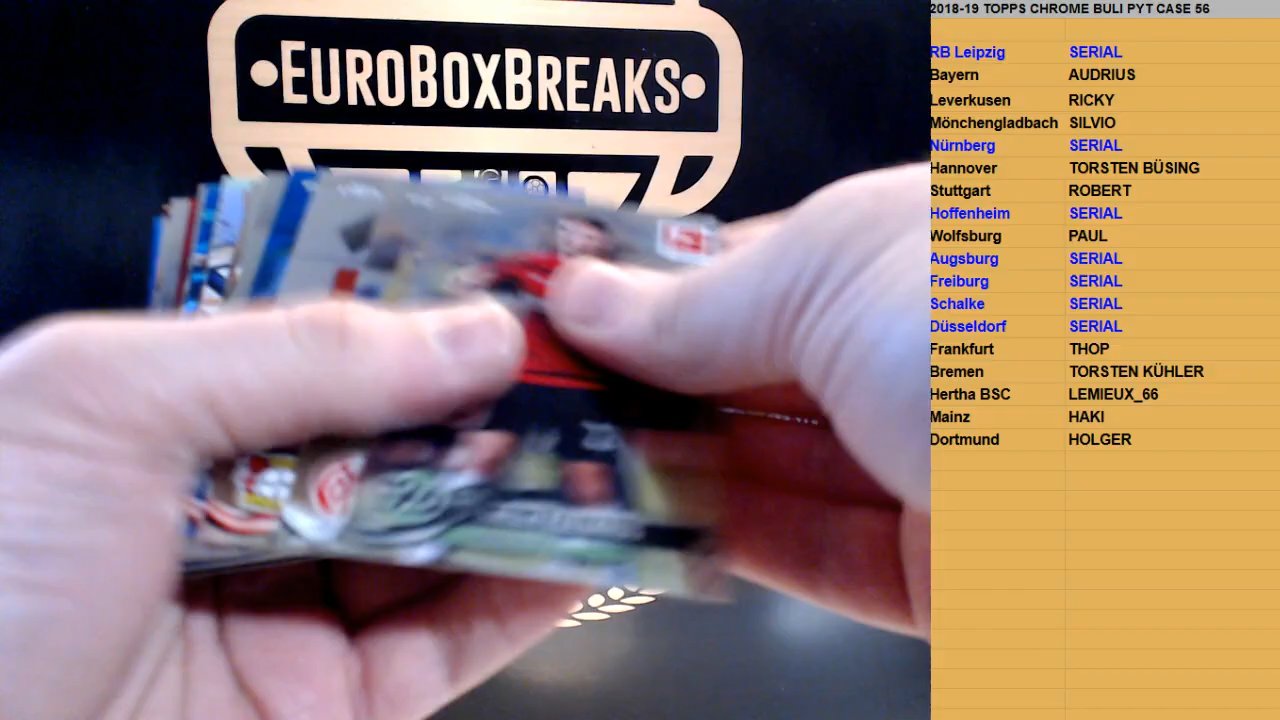 EUROBOXBREAKS
2018-19 TOPPS CHROME BULI PYT CASE 56
RB Leipzig SERIAL
Bayern AUDRIUS
Leverkusen RICKY
Mönchengladbach SILVIO
Nürnberg SERIAL
Hannover TORSTEN BÜSING
Stuttgart ROBERT
Hoffenheim SERIAL
Wolfsburg PAUL
Augsburg SERIAL
Freiburg SERIAL
Schalke SERIAL
Düsseldorf SERIAL
Frankfurt THOP
Bremen TORSTEN KÜHLER
Hertha BSC LEMIEUX_66
Mainz HAKI
Dortmund HOLGER